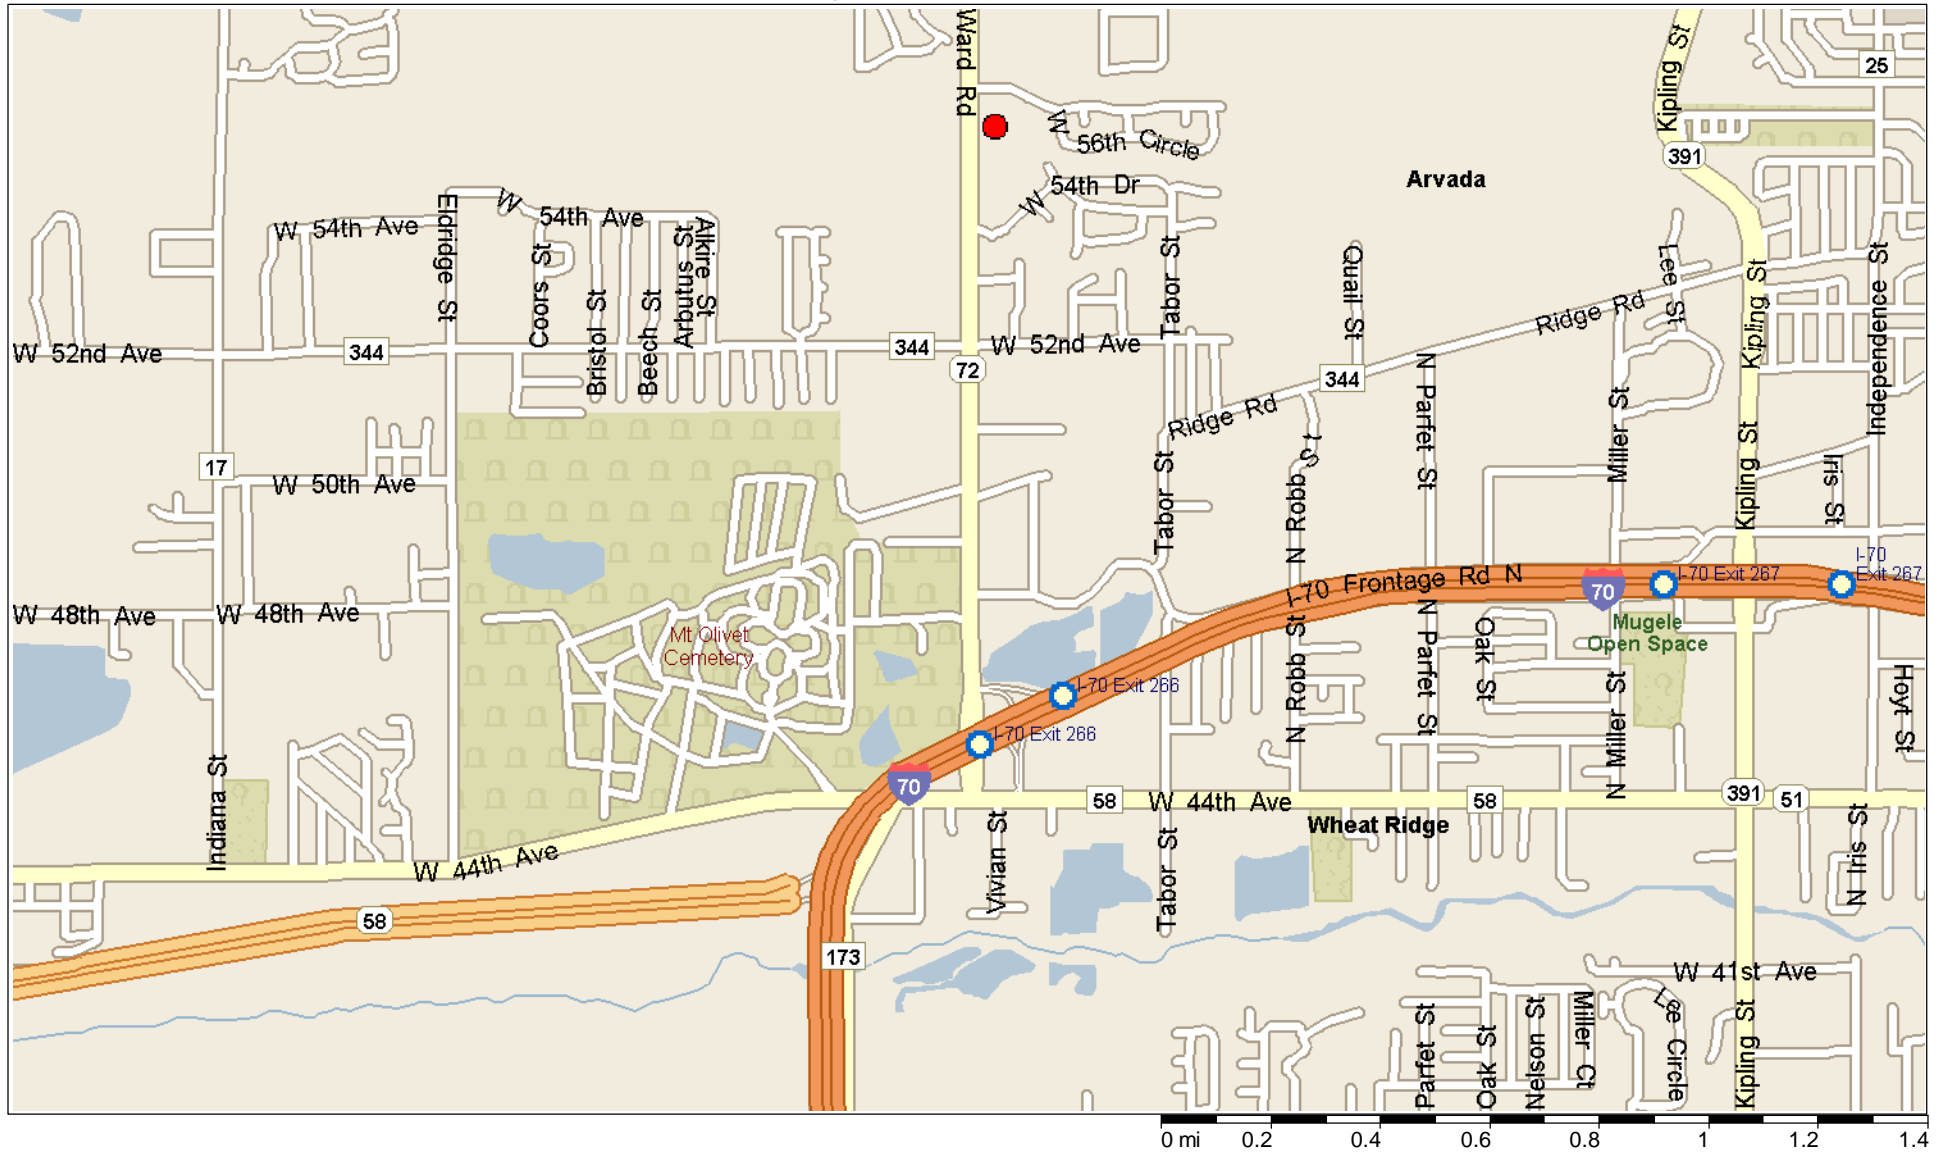 Ward Rd
Kipling St
25
W 56th Circle
Kipling St
391
W 54th Dr
Arvada
W 54th Ave
Eldridge St
W 54th Ave
Coors St
Bristol St
Beech St
Arbutus St
Alkire St
Tabor St
Quail St
Lee St
Kipling St
Independence St
Ridge Rd
W 52nd Ave
344
344
72
W 52nd Ave
344
N Parfet St
Miller St
Ridge Rd
17
W 50th Ave
Tabor St
N Robb St
Kipling St
Iris St
I-70 Frontage Rd N
70
I-70 Exit 267
I-70
Exit 267
W 48th Ave
W 48th Ave
Mt Olivet
Cemetery
N Robb St
N Parfet St
Oak St
Mugele
Open Space
N Miller St
Hoyt St
I-70 Exit 266
I-70 Exit 266
70
Indiana St
58
W 44th Ave
58
391
51
Wheat Ridge
W 44th Ave
Vivian St
Tabor St
N Iris St
58
173
W 41st Ave
Parfet St
Oak St
Nelson St
Miller Ct
Lee Circle
Kipling St
0 mi 0.2 0.4 0.6 0.8 1 1.2 1.4